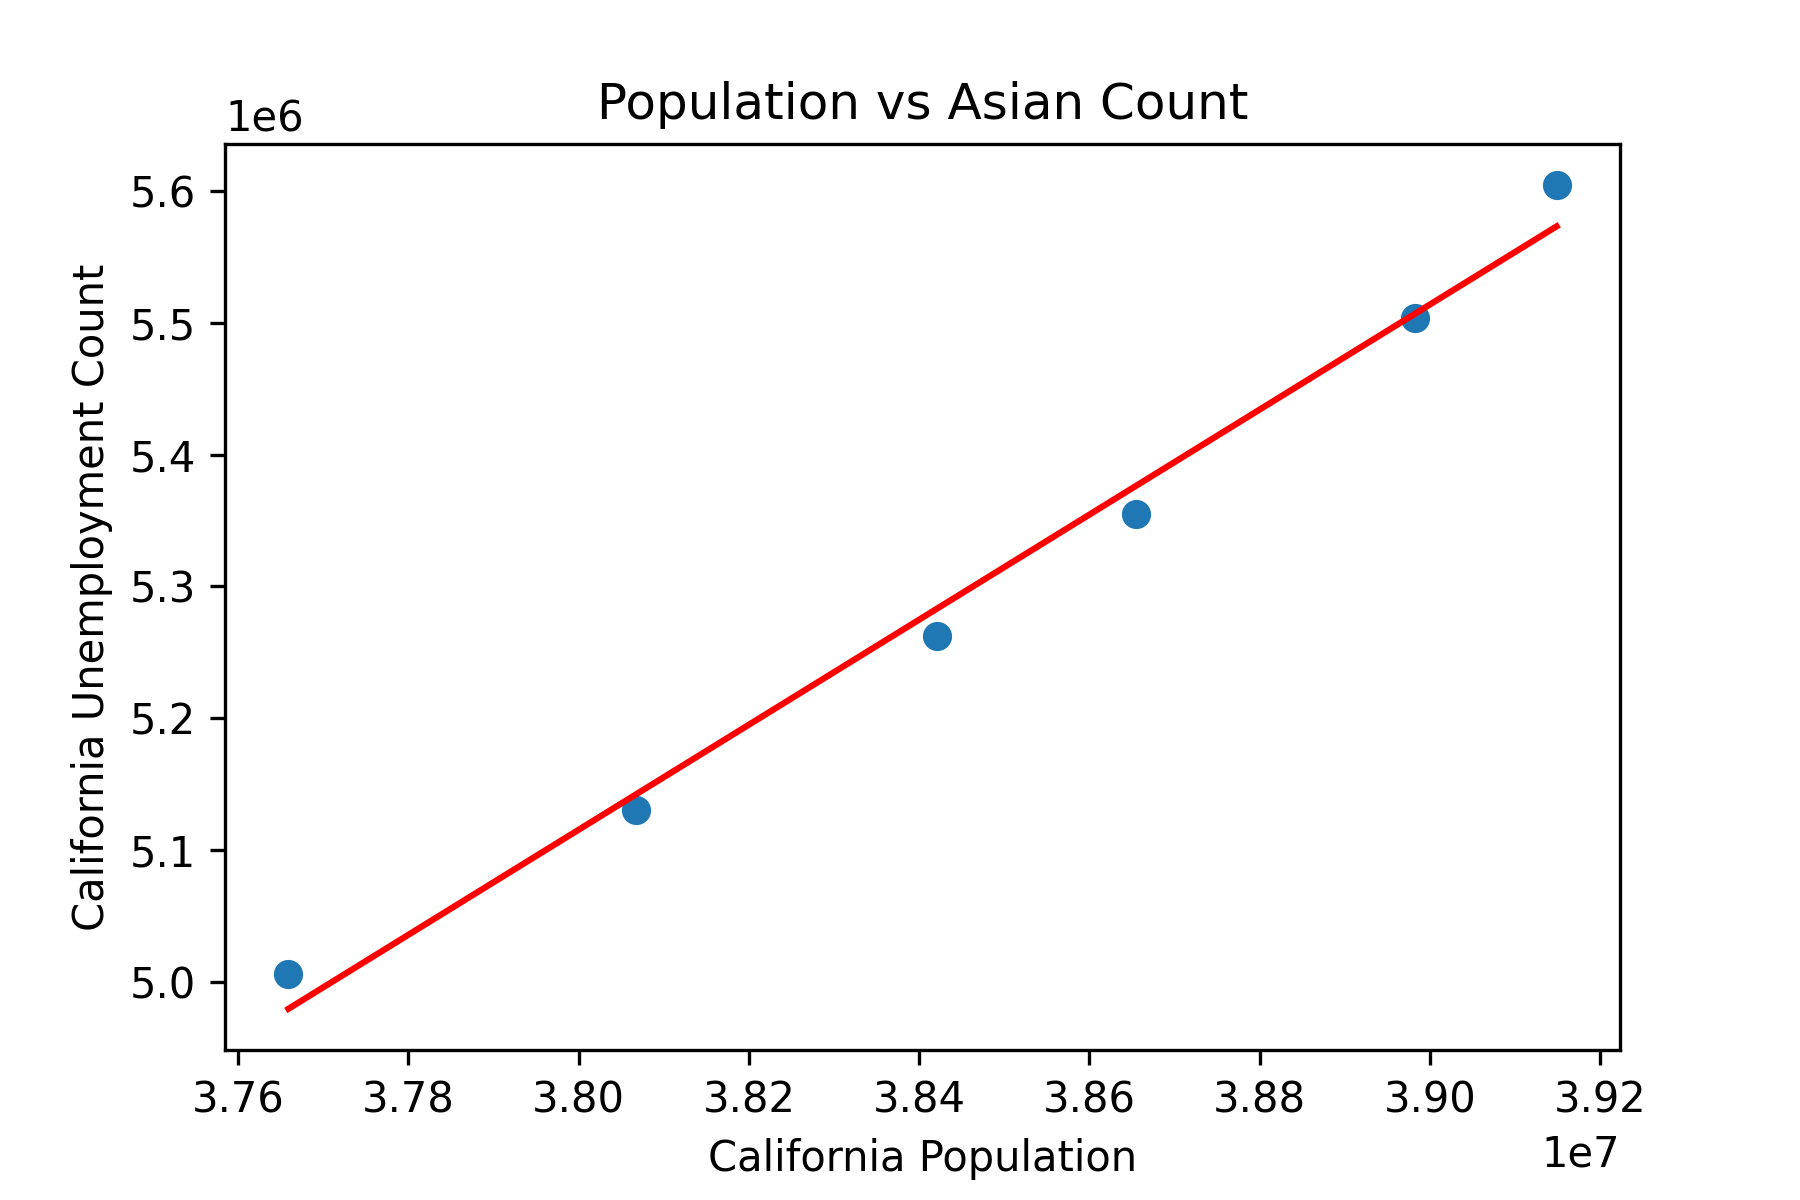 Population vs Asian Count
1e6
5.6
5.5
5.4
5.3
5.2
5.1
5.0
California Unemployment Count
3.76 3.78 3.80 3.82 3.84 3.86 3.88 3.90 3.92
1e7
California Population